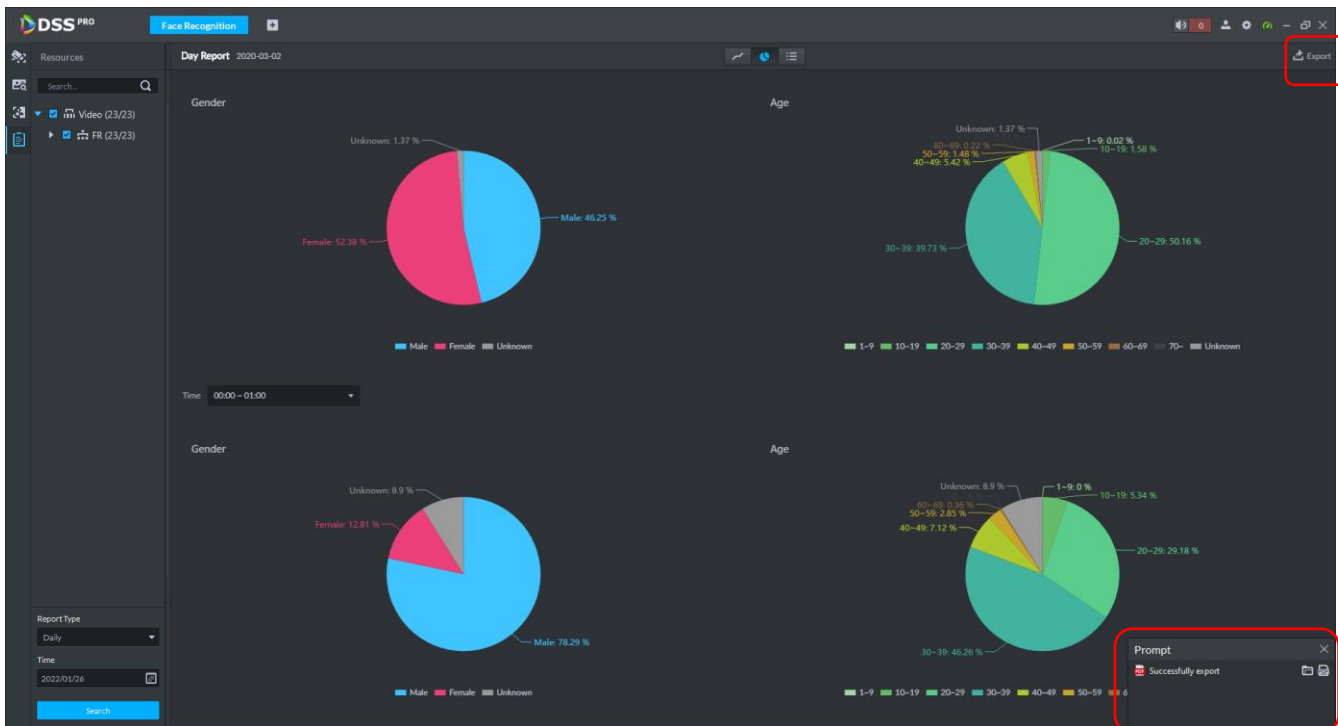 DSS PRO
Face Recognition
0
Resources
Day Report 2020-03-02
Export
Search...
Video (23/23)
FR (23/23)
Gender
Unknown: 1.37 %
Male: 46.25 %
Female: 52.38 %
Male Female Unknown
Age
Unknown: 1.37 %
60~69: 0.22 %
50~59: 1.48 %
40~49: 5.42 %
1~9: 0.02 %
10~19: 1.58 %
20~29: 50.16 %
30~39: 39.73 %
1~9 10~19 20~29 30~39 40~49 50~59 60~69 70~ Unknown
Time 00:00 ~ 01:00
Gender
Unknown: 8.9 %
Female: 12.81 %
Male: 78.29 %
Male Female Unknown
Age
Unknown: 8.9 %
60~69: 0.36 %
50~59: 2.85 %
40~49: 7.12 %
1~9: 0 %
10~19: 5.34 %
20~29: 29.18 %
30~39: 46.26 %
1~9 10~19 20~29 30~39 40~49 50~59 6
Report Type
Daily
Time
2022/01/26
Search
Prompt
PDF Successfully export